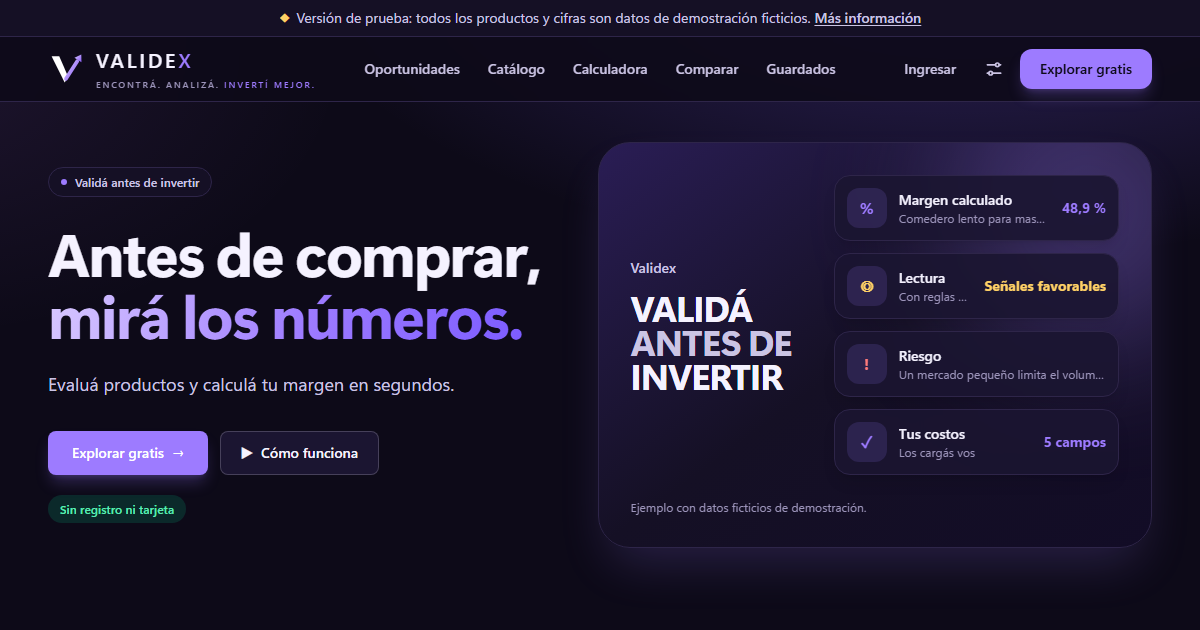 Versión de prueba: todos los productos y cifras son datos de demostración ficticios. Más información
VALIDEX
ENCONTRÁ. ANALIZÁ. INVERTÍ MEJOR.
Oportunidades
Catálogo
Calculadora
Comparar
Guardados
Ingresar
Explorar gratis
Validá antes de invertir
Antes de comprar,
mirá los números.
Evaluá productos y calculá tu margen en segundos.
Explorar gratis →
▶ Cómo funciona
Sin registro ni tarjeta
Validex
VALIDÁ
ANTES DE
INVERTIR
% Margen calculado
Comedero lento para mas...
48,9 %
Lectura
Con reglas ...
Señales favorables
! Riesgo
Un mercado pequeño limita el volum...
✓ Tus costos
Los cargás vos
5 campos
Ejemplo con datos ficticios de demostración.